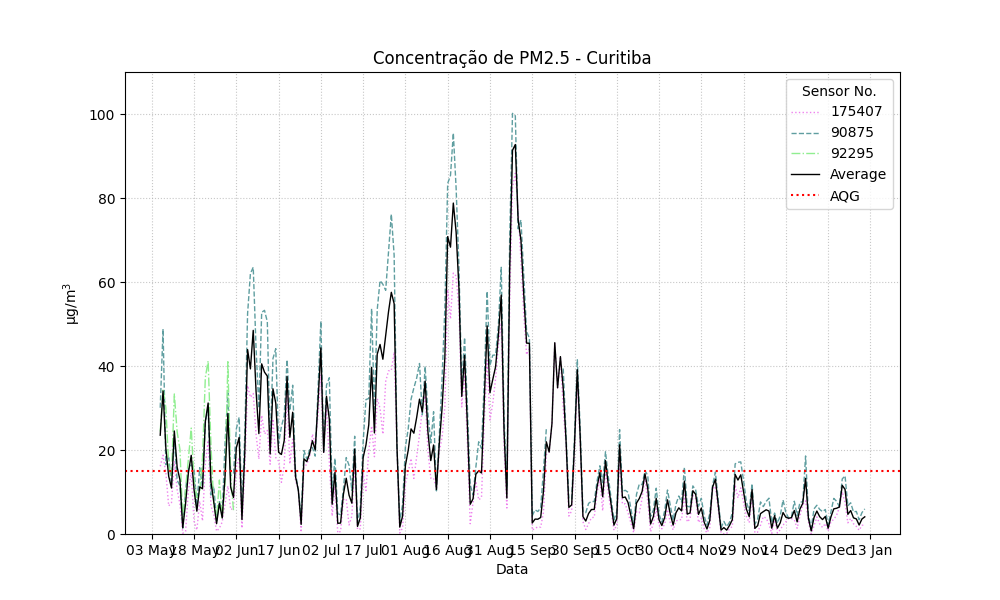 Concentração de PM2.5 - Curitiba
Sensor No.
175407
90875
92295
Average
AQG
µg/m³
100
80
60
40
20
0
03 May 18 May 02 Jun 17 Jun 02 Jul 17 Jul 01 Aug 16 Aug 31 Aug 15 Sep 30 Sep 15 Oct 30 Oct 14 Nov 29 Nov 14 Dec 29 Dec 13 Jan
Data